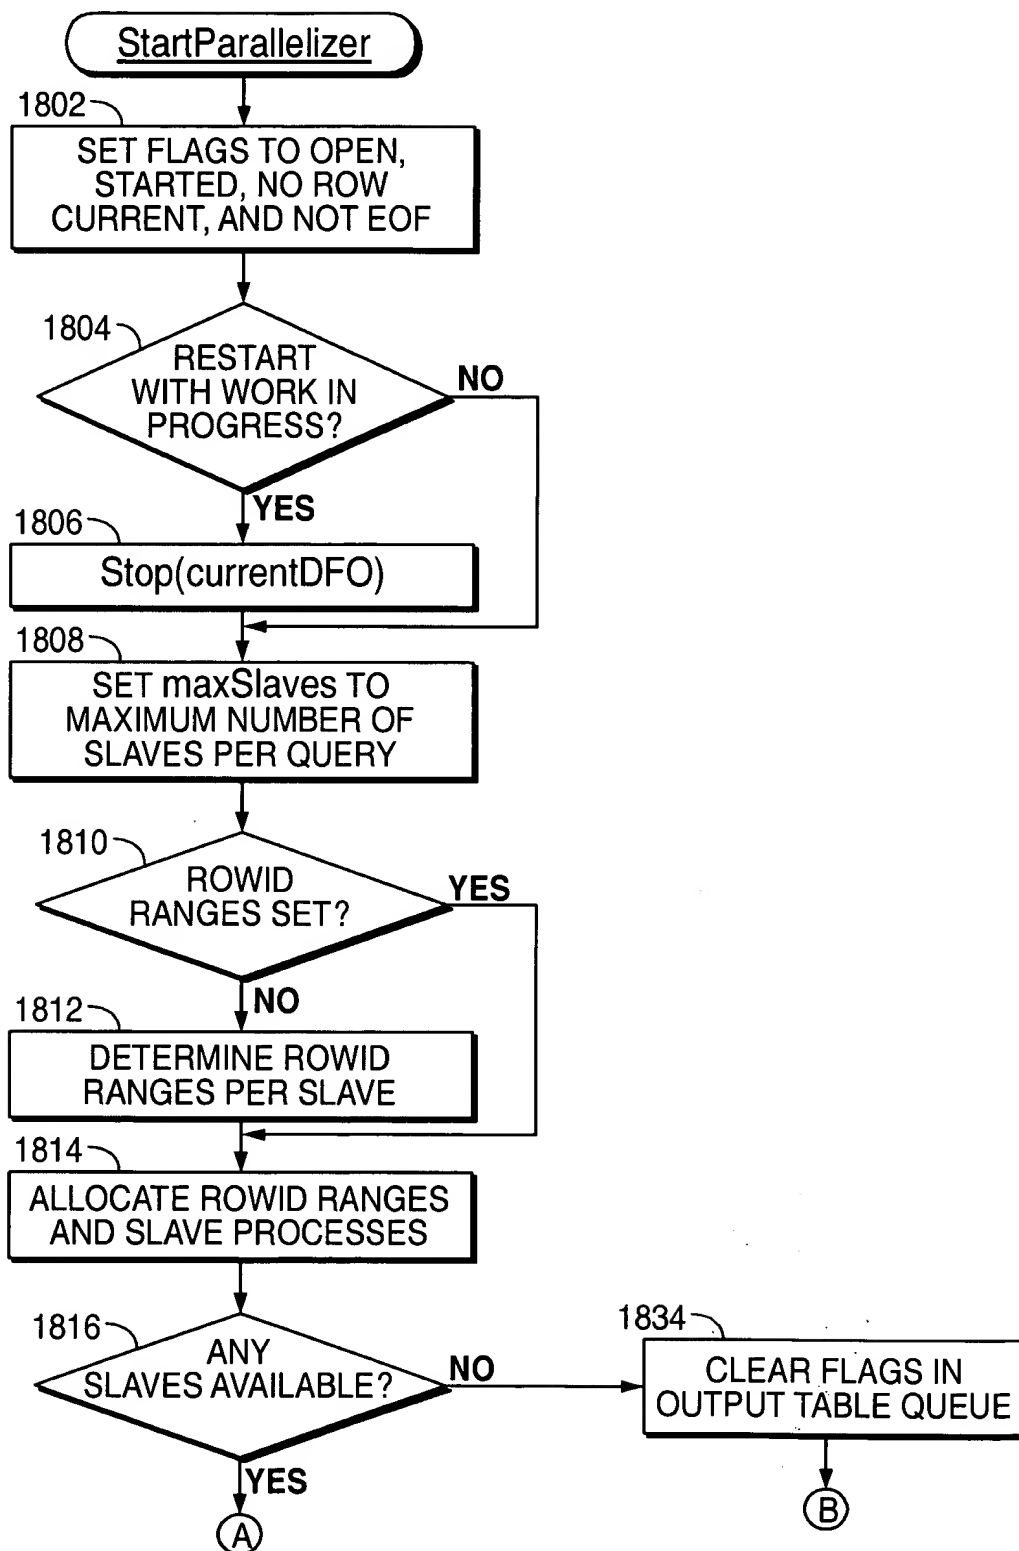 StartParallelizer
1802
SET FLAGS TO OPEN,
STARTED, NO ROW
CURRENT, AND NOT EOF
1804
RESTART
WITH WORK IN
PROGRESS?
NO
YES
1806
Stop(currentDFO)
1808
SET maxSlaves TO
MAXIMUM NUMBER OF
SLAVES PER QUERY
1810
ROWID
RANGES SET?
YES
NO
1812
DETERMINE ROWID
RANGES PER SLAVE
1814
ALLOCATE ROWID RANGES
AND SLAVE PROCESSES
1816
ANY
SLAVES AVAILABLE?
NO
YES
A
1834
CLEAR FLAGS IN
OUTPUT TABLE QUEUE
B